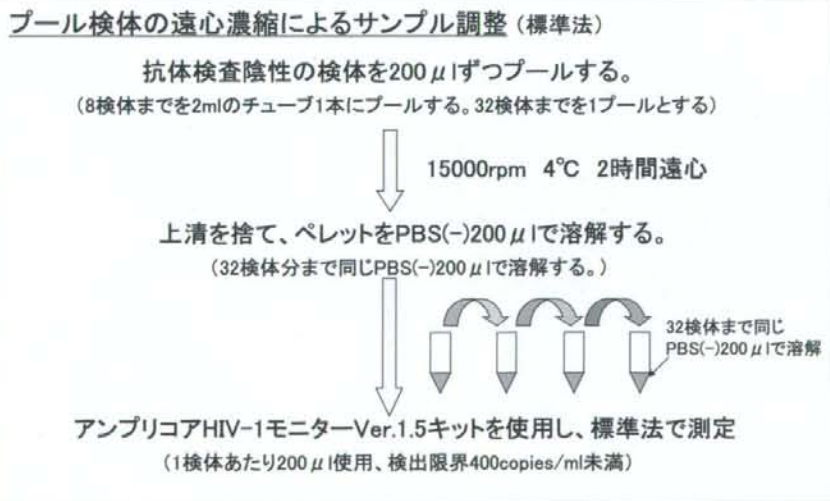 プール検体の遠心濃縮によるサンプル調整（標準法）
抗体検査陰性の検体を200μlずつプールする。
（8検体までを2mlのチューブ1本にプールする。32検体までを1プールとする）
15000rpm 4℃ 2時間遠心
上清を捨て、ペレットをPBS(-)200μlで溶解する。
（32検体分まで同じPBS(-)200μlで溶解する。）
32検体まで同じ
PBS(-)200μlで溶解
アンプリコアHIV-1モニターVer.1.5キットを使用し、標準法で測定
（1検体あたり200μl使用、検出限界400copies/ml未満）